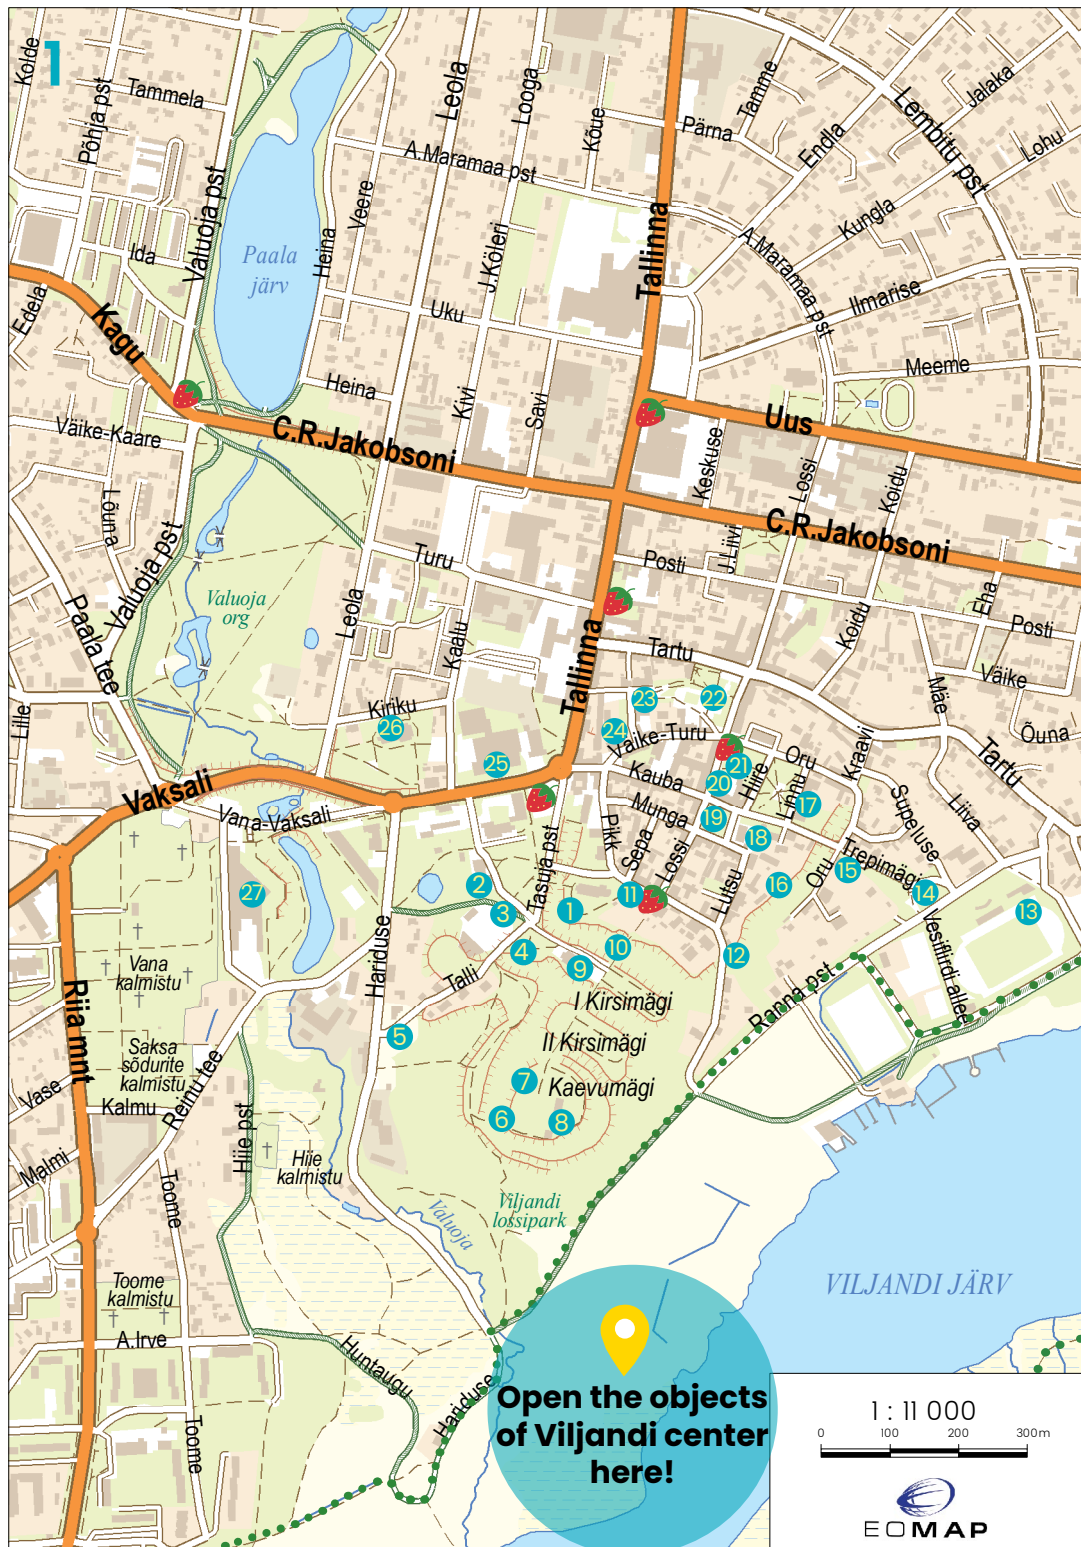 1
Kolde
Põhja pst
Tammela
Valuoja pst
Ida
Edela
Kagu
Väike-Kaare
Lõuna
Valuoja pst
Paala tee
Lille
Paala
järv
Heina
Veere
Leola
Looga
Kõue
A.Maramaa pst
J.Köleri
Uku
Heina
Kivi
Savi
C.R.Jakobsoni
Tallinna
Pärna
Tamme
Endla
Lembitu pst
Jalaka
Lohu
Kungla
A.Maramaa pst
Ilmarise
Meeme
Uus
Keskuse
Lossi
Koidu
C.R.Jakobsoni
J.Liivi
Posti
Eha
Posti
Koidu
Väike
Mäe
Õuna
Tartu
Tartu
Valuoja
org
Turu
Leola
Kaalu
Kiriku
Tallinna
Väike-Turu
Kauba
Munga
Pikk
Sepa
Lossi
Hiire
Oru
Linnu
Kraavi
Supeluse
Liiva
Trepimägi
Oru
Lutsu
Vaksali
Vana-Vaksali
Tasuja pst
Talli
Hariduse
Riia mnt
Vana
kalmistu
Saksa
sõdurite
kalmistu
Kalmu
Vase
Malmi
Reinu tee
Hiie pst
Hiie
kalmistu
Toome
Toome
kalmistu
A.Irve
Toome
Huntaugu
Hariduse
Valuoja
Viljandi
lossipark
I Kirsimägi
II Kirsimägi
Kaevumägi
Ranna pst
Vesiflirdi allee
VILJANDI JÄRV
1
2
3
4
5
6
7
8
9
10
11
12
13
14
15
16
17
18
19
20
21
22
23
24
25
26
27
Open the objects
of Viljandi center
here!
1 : 11 000
0 100 200 300m
EOMAP